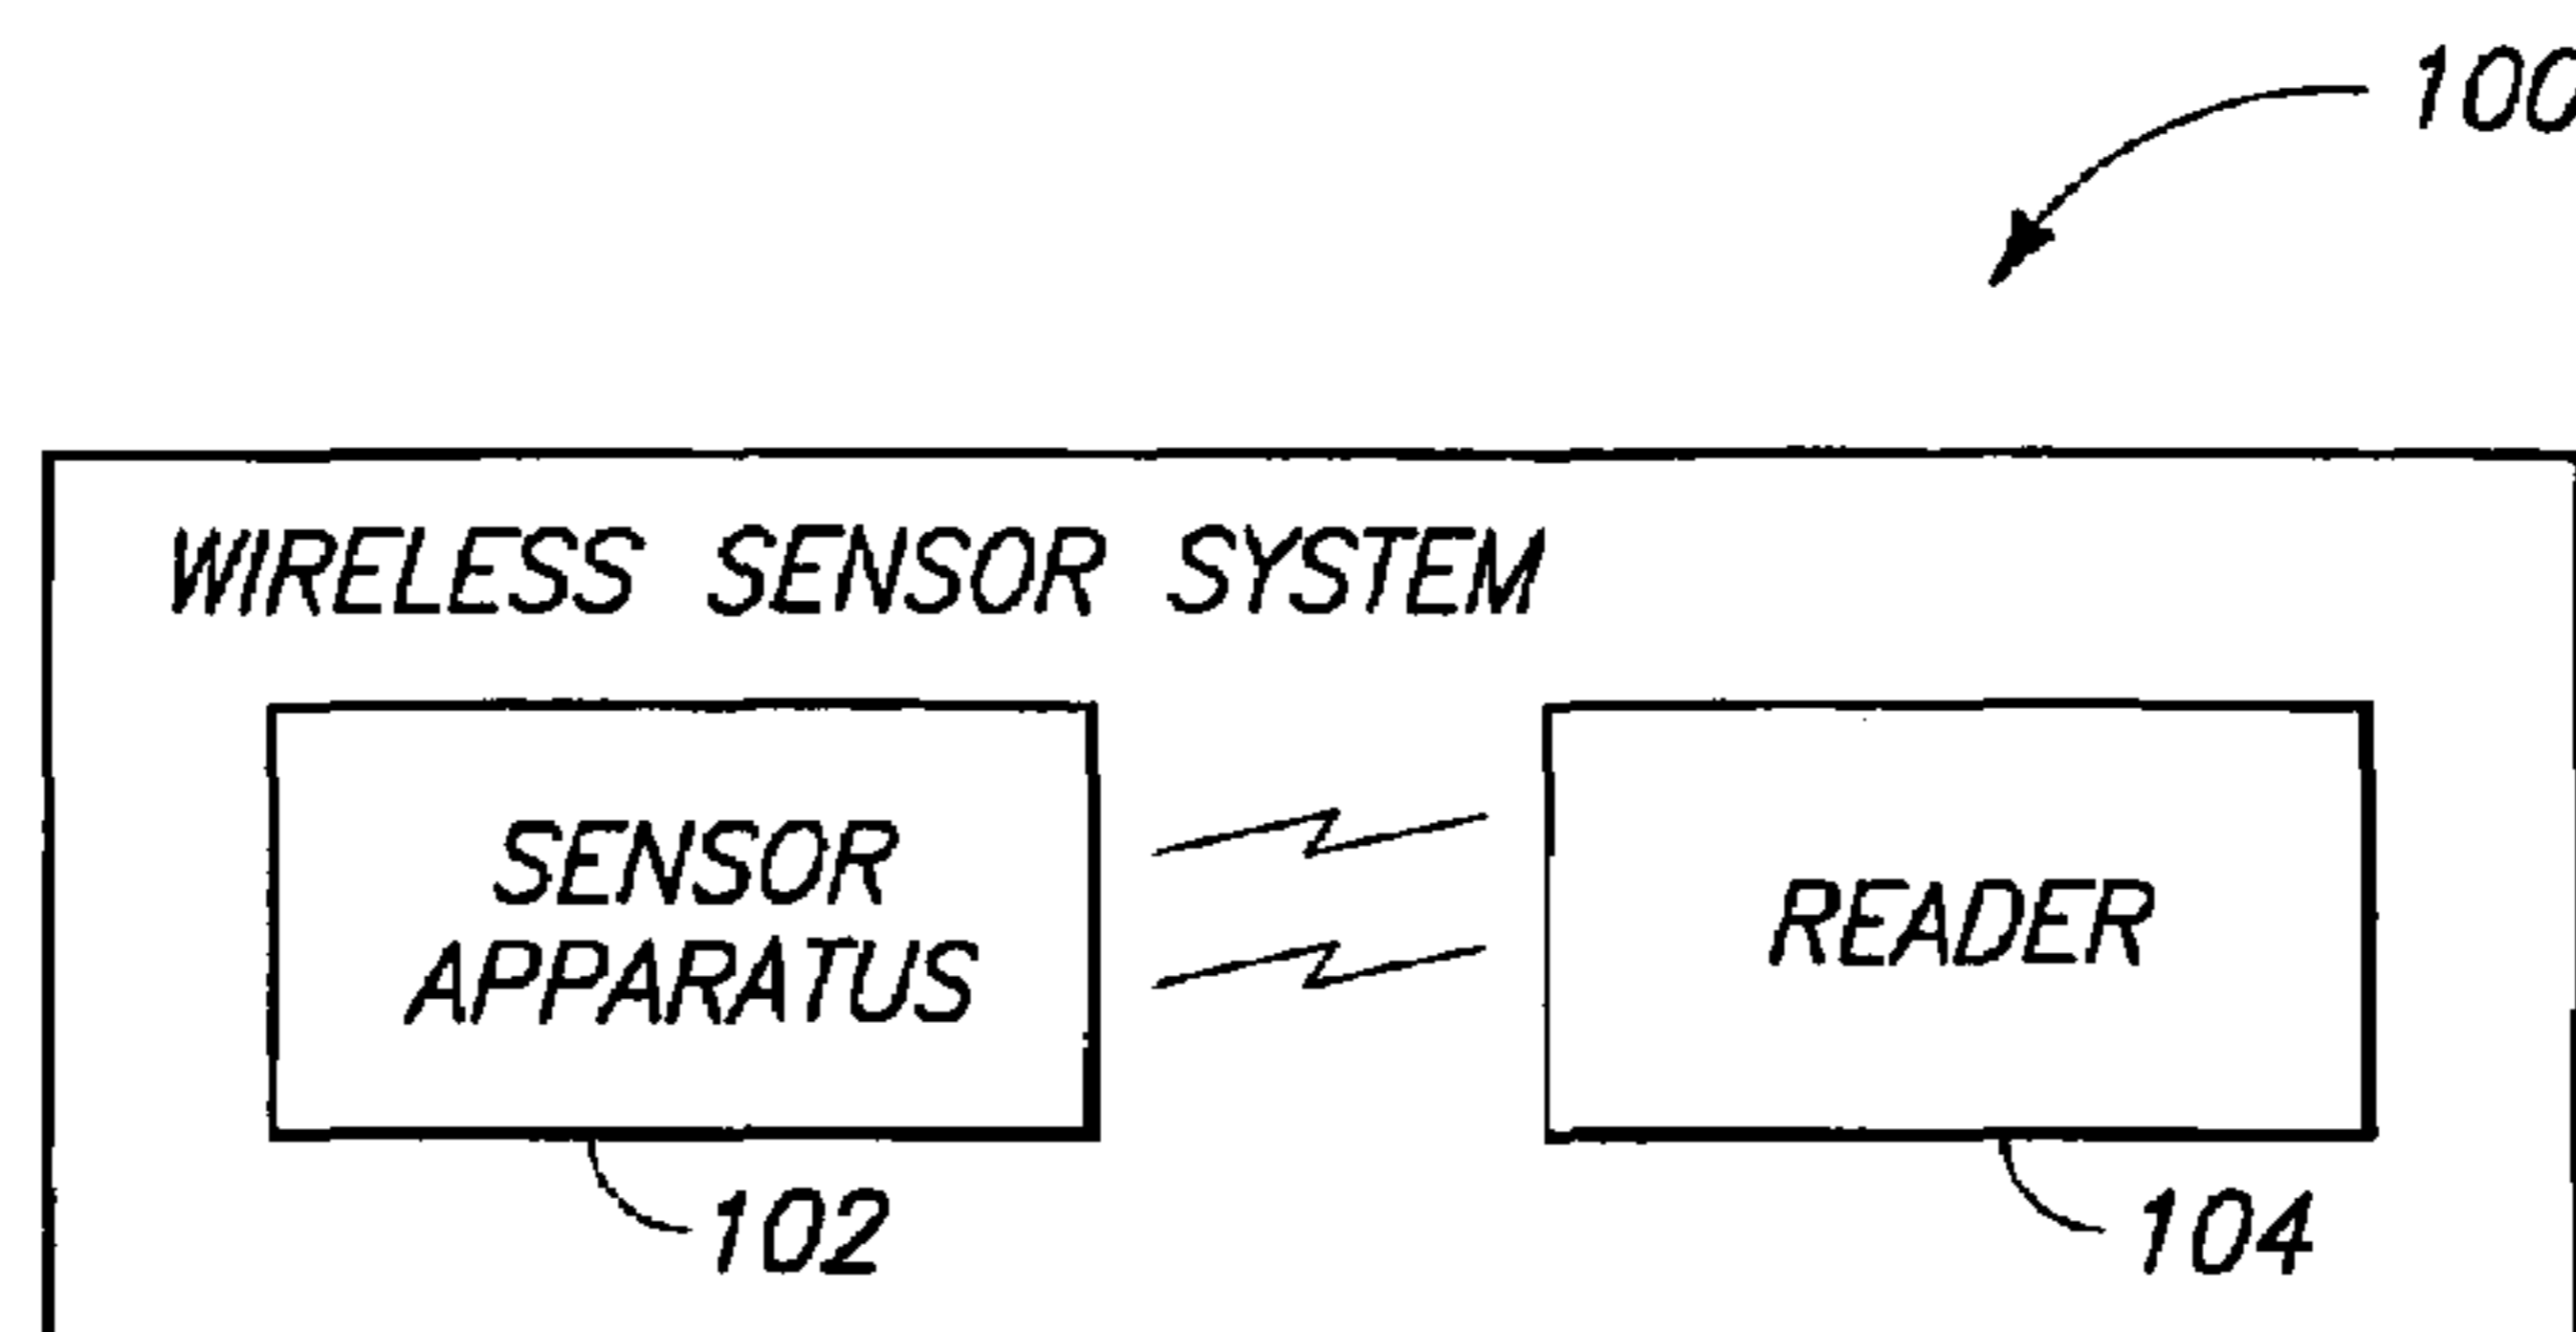 100
WIRELESS SENSOR SYSTEM
SENSOR
APPARATUS
READER
102
104